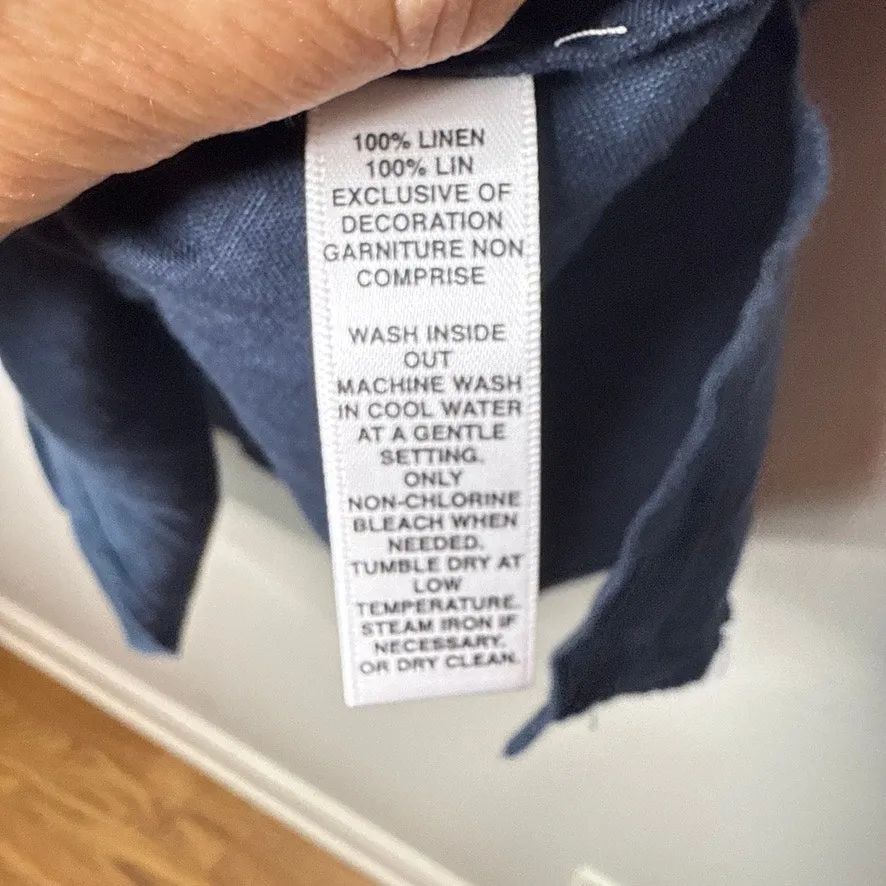 100% LINEN
100% LIN
EXCLUSIVE OF
DECORATION
GARNITURE NON
COMPRISE
WASH INSIDE
OUT
MACHINE WASH
IN COOL WATER
AT A GENTLE
SETTING.
ONLY
NON-CHLORINE
BLEACH WHEN
NEEDED.
TUMBLE DRY AT
LOW
TEMPERATURE.
STEAM IRON IF
NECESSARY.
OR DRY CLEAN.